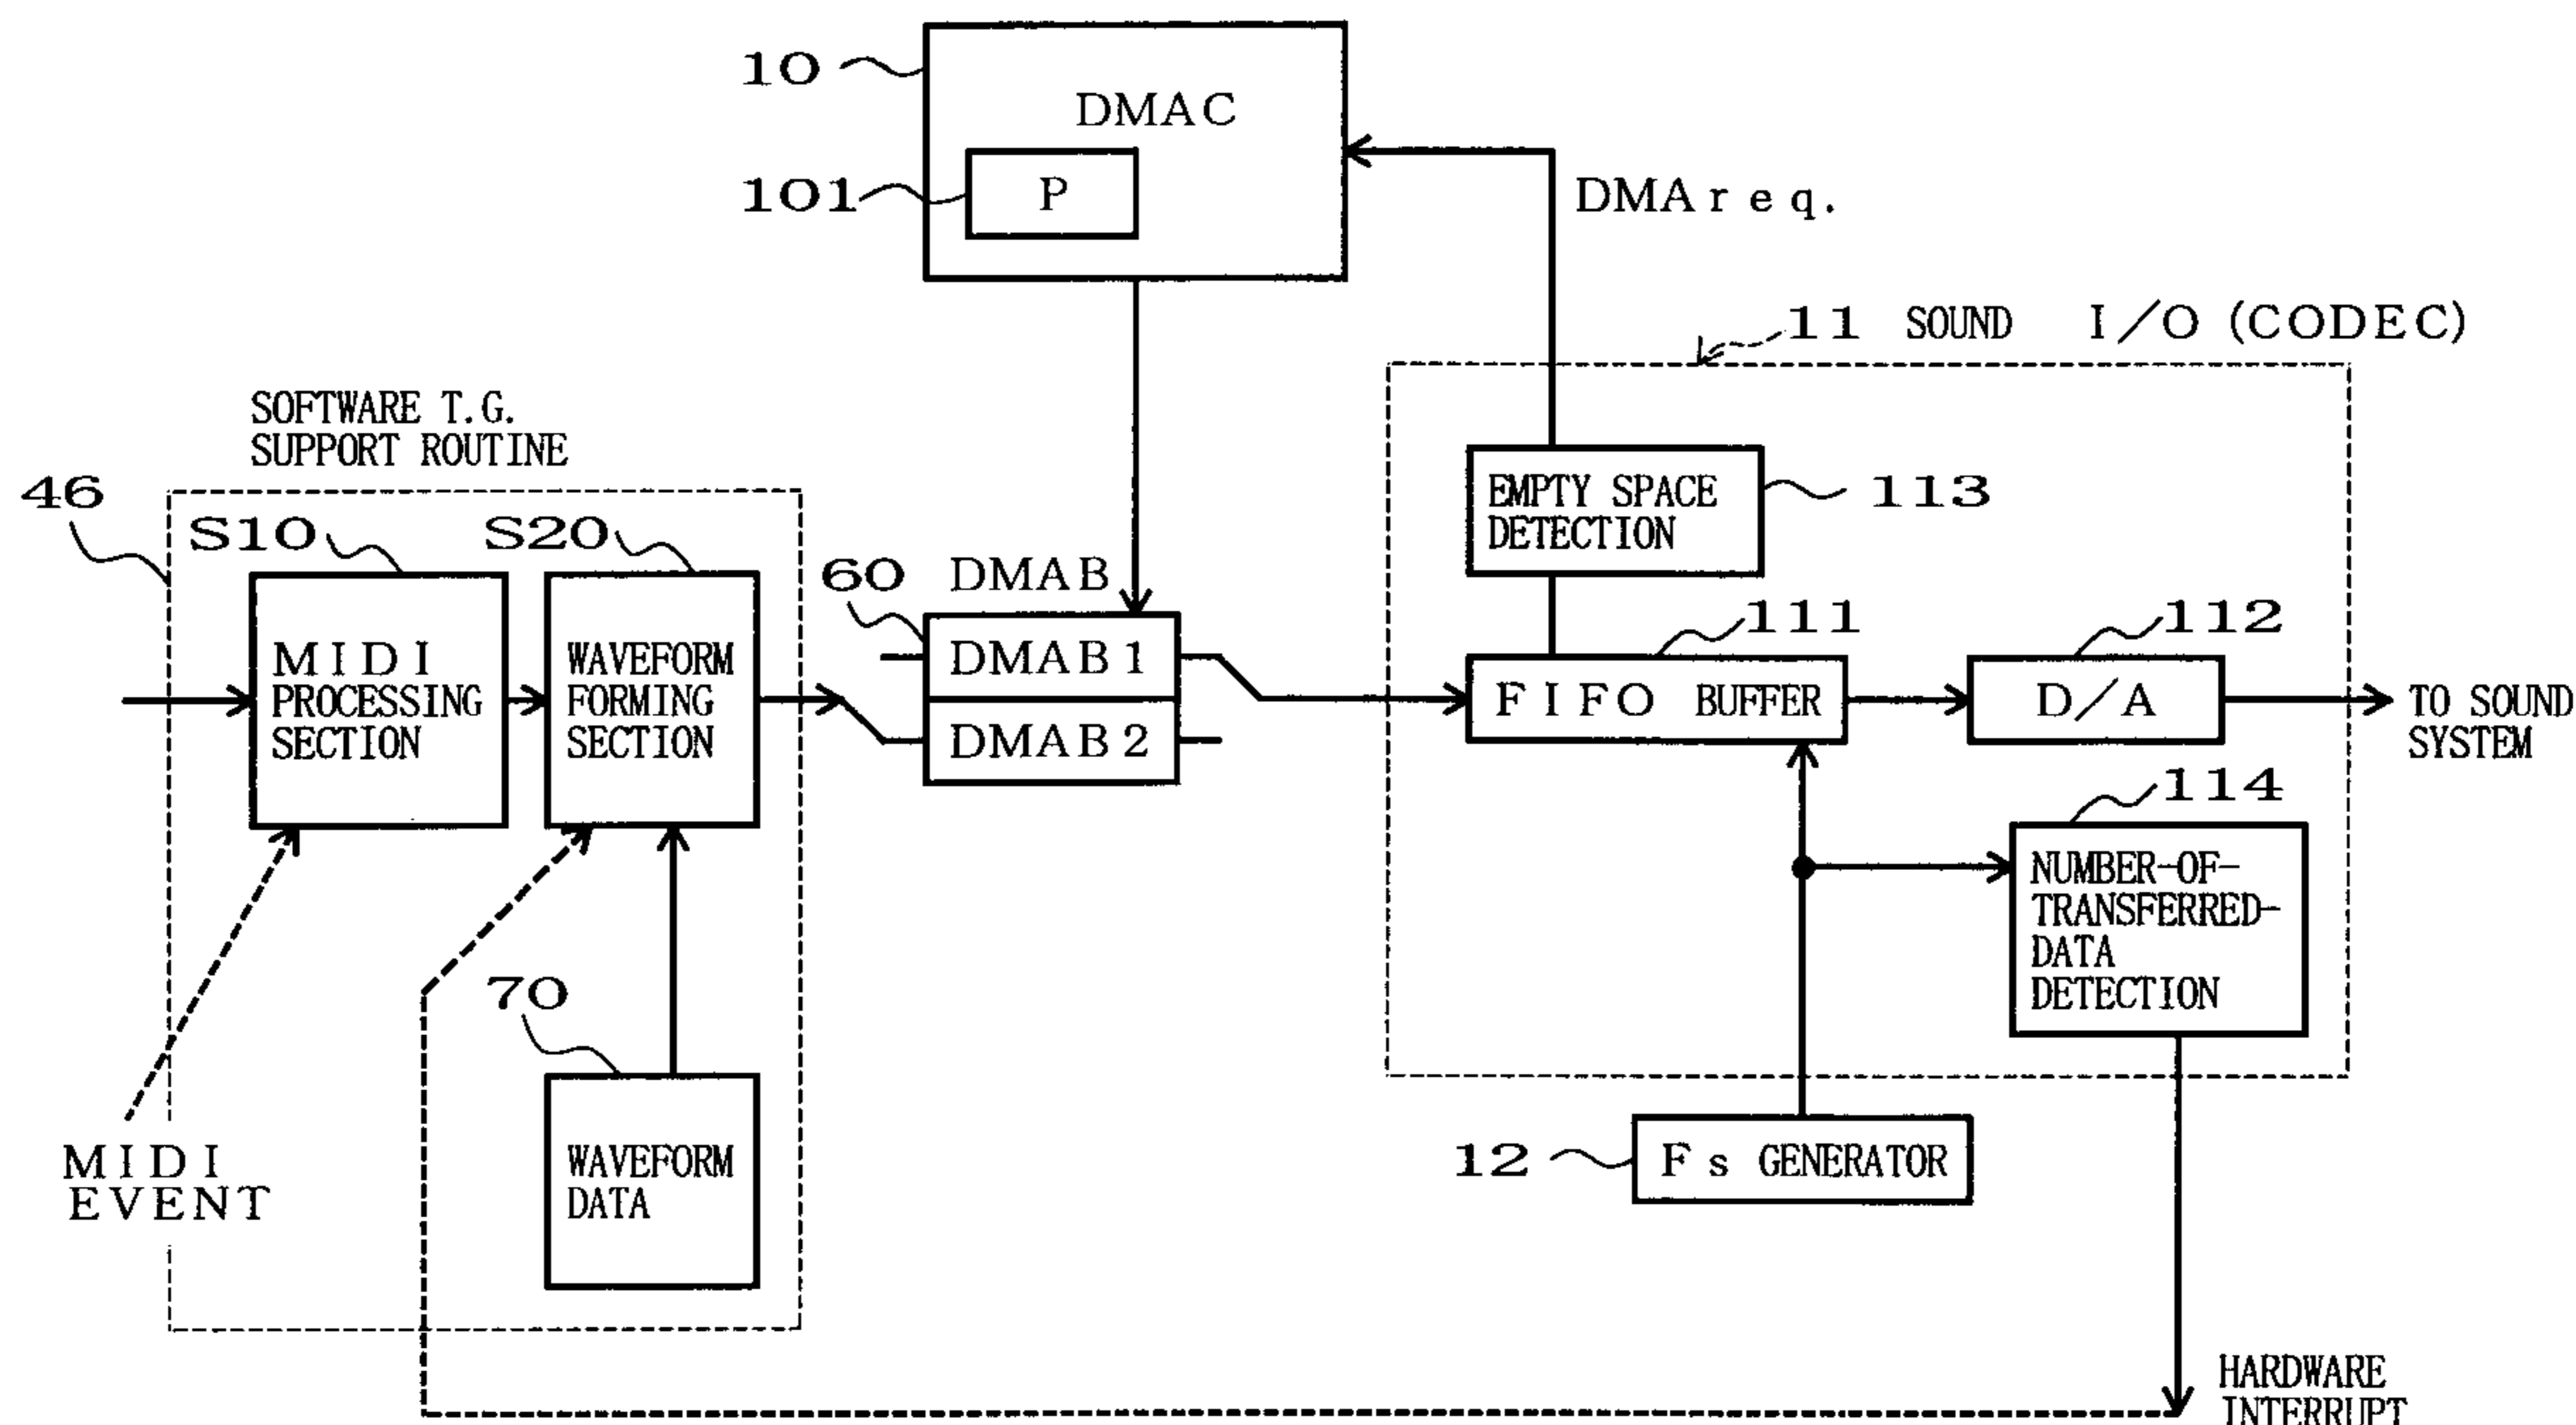 10
DMAC
101
P
DMAreq.
11 SOUND I/O (CODEC)
SOFTWARE T.G.
SUPPORT ROUTINE
46
S10
S20
60
DMAB
113
EMPTY SPACE
DETECTION
MIDI
PROCESSING
SECTION
WAVEFORM
FORMING
SECTION
DMAB1
DMAB2
111
FIFO BUFFER
112
D/A
TO SOUND
SYSTEM
114
NUMBER-OF-
TRANSFERRED-
DATA
DETECTION
70
WAVEFORM
DATA
MIDI
EVENT
12
Fs GENERATOR
HARDWARE
INTERRUPT